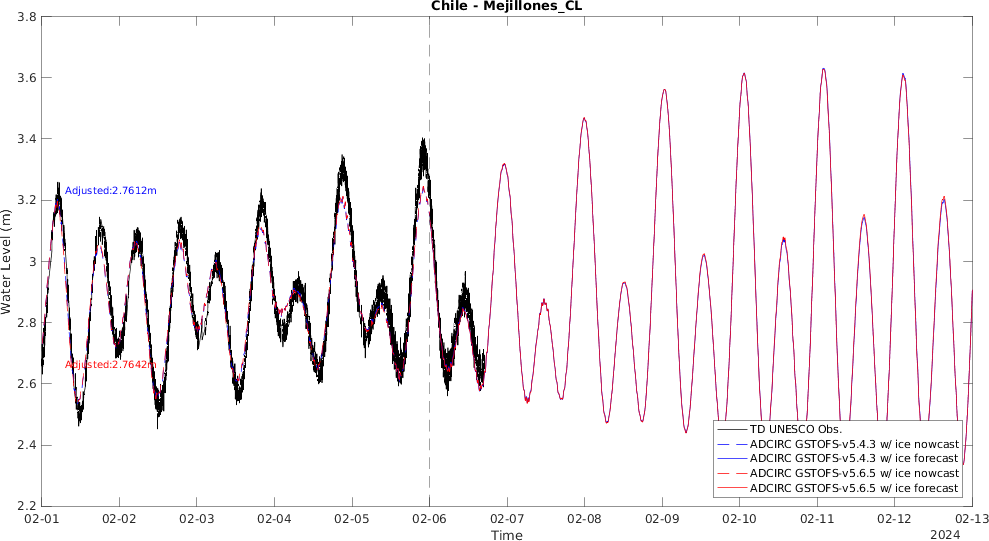 Chile - Mejillones_CL
3.8
3.6
3.4
3.2
3
2.8
2.6
2.4
2.2
Water Level (m)
Adjusted:2.7612m
Adjusted:2.7642m
TD UNESCO Obs.
ADCIRC GSTOFS-v5.4.3 w/ ice nowcast
ADCIRC GSTOFS-v5.4.3 w/ ice forecast
ADCIRC GSTOFS-v5.6.5 w/ ice nowcast
ADCIRC GSTOFS-v5.6.5 w/ ice forecast
02-01 02-02 02-03 02-04 02-05 02-06 02-07 02-08 02-09 02-10 02-11 02-12 02-13
Time
2024